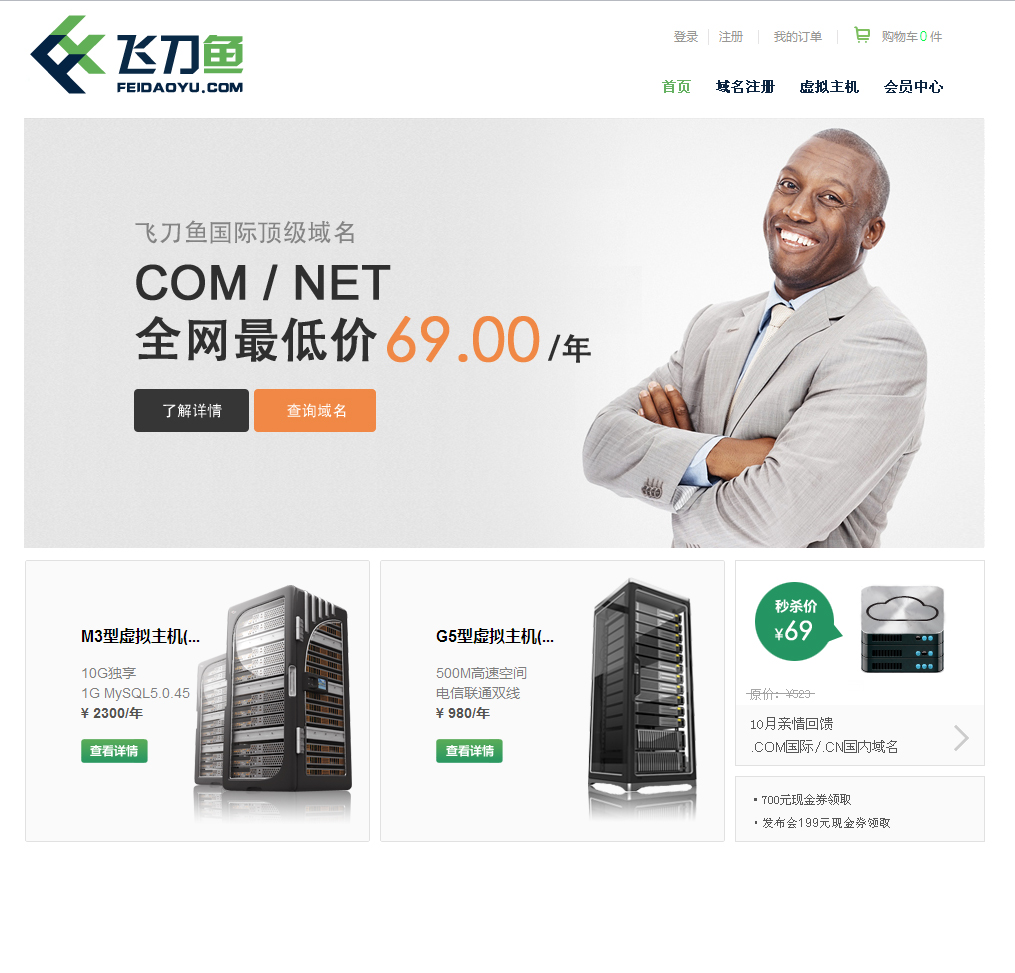 飞刀鱼
FEIDAOYU.COM
登录 注册 我的订单 购物车0件
首页 域名注册 虚拟主机 会员中心
飞刀鱼国际顶级域名
COM / NET
全网最低价69.00/年
了解详情 查询域名
M3型虚拟主机(...
10G独享
1G MySQL5.0.45
¥ 2300/年
查看详情
G5型虚拟主机(...
500M高速空间
电信联通双线
¥ 980/年
查看详情
秒杀价
¥69
原价：¥523
10月亲情回馈
.COM国际/.CN国内域名
·700元现金券领取
·发布会199元现金券领取